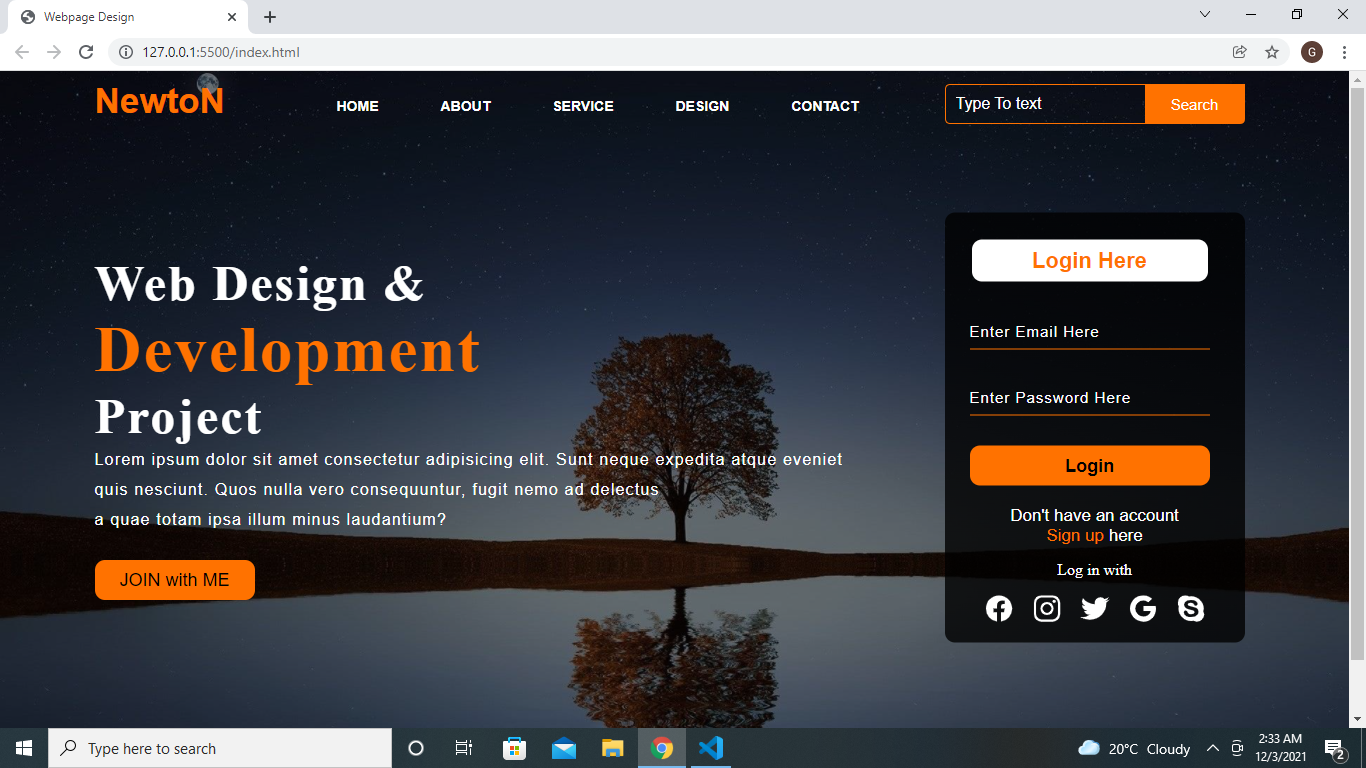 Webpage Design
127.0.0.1:5500/index.html
G
NewtoN
HOME ABOUT SERVICE DESIGN CONTACT
Type To text Search
Web Design &
Development
Project
Lorem ipsum dolor sit amet consectetur adipisicing elit. Sunt neque expedita atque eveniet
quis nesciunt. Quos nulla vero consequuntur, fugit nemo ad delectus
a quae totam ipsa illum minus laudantium?
JOIN with ME
Login Here
Enter Email Here
Enter Password Here
Login
Don't have an account
Sign up here
Log in with
Type here to search
20°C Cloudy
2:33 AM
12/3/2021
2